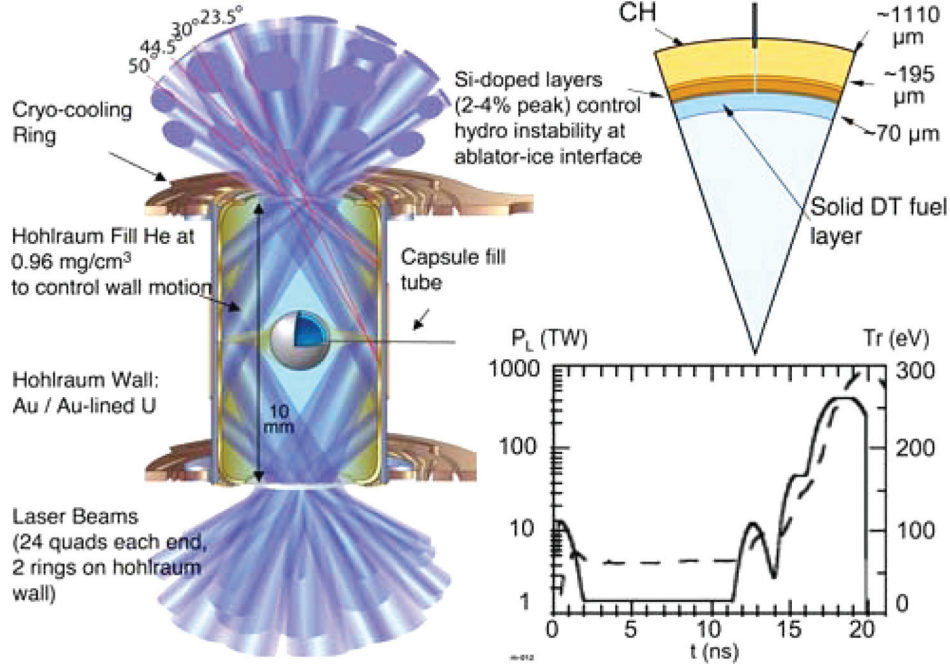 23.5°
30°
44.5°
50°
Cryo-cooling
Ring
Hohlraum Fill He at
0.96 mg/cm³
to control wall motion
Hohlraum Wall:
Au / Au-lined U
10
mm
Capsule fill
tube
Laser Beams
(24 quads each end,
2 rings on hohlraum
wall)
CH
~1110
µm
Si-doped layers
(2-4% peak) control
hydro instability at
ablator-ice interface
~195
µm
~70 µm
Solid DT fuel
layer
P_L (TW)
Tr (eV)
1000
100
10
1
300
200
100
0
0
5
10
15
20
t (ns)